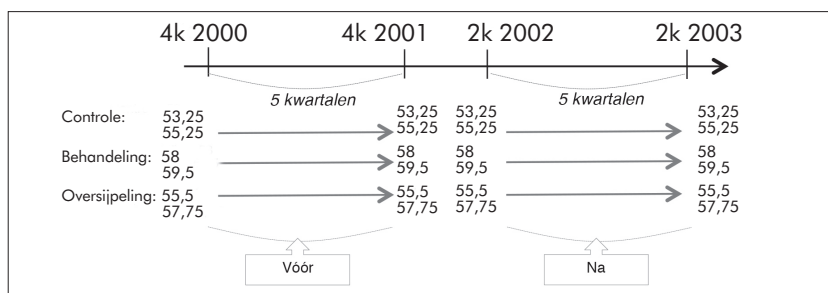 4k 2000 4k 2001 2k 2002 2k 2003
5 kwartalen 5 kwartalen
Controle: 53,25 53,25 53,25 53,25
55,25 55,25 55,25 55,25
Behandeling: 58 58 58 58
59,5 59,5 59,5 59,5
Oversijpeling: 55,5 55,5 55,5 55,5
57,75 57,75 57,75 57,75
Vóór Na